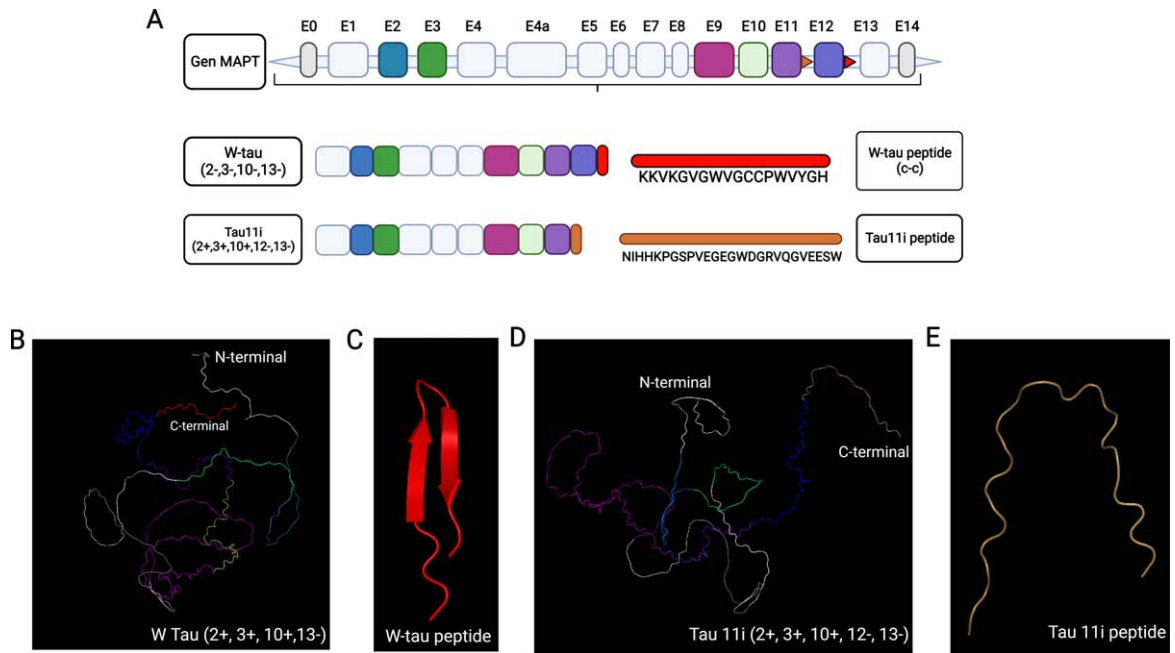 A
E0 E1 E2 E3 E4 E4a E5 E6 E7 E8 E9 E10 E11 E12 E13 E14
Gen MAPT
W-tau
(2-,3-,10-,13-)
KKVKGVGWVGCCPWVYGH
W-tau peptide
(c-c)
Tau11i
(2+,3+,10+,12-,13-)
NIHHKPGSPVEGEGWDGRVQGVEESW
Tau11i peptide
B
N-terminal
C-terminal
W Tau (2+, 3+, 10+,13-)
C
W-tau peptide
D
N-terminal
C-terminal
Tau 11i (2+, 3+, 10+, 12-, 13-)
E
Tau 11i peptide